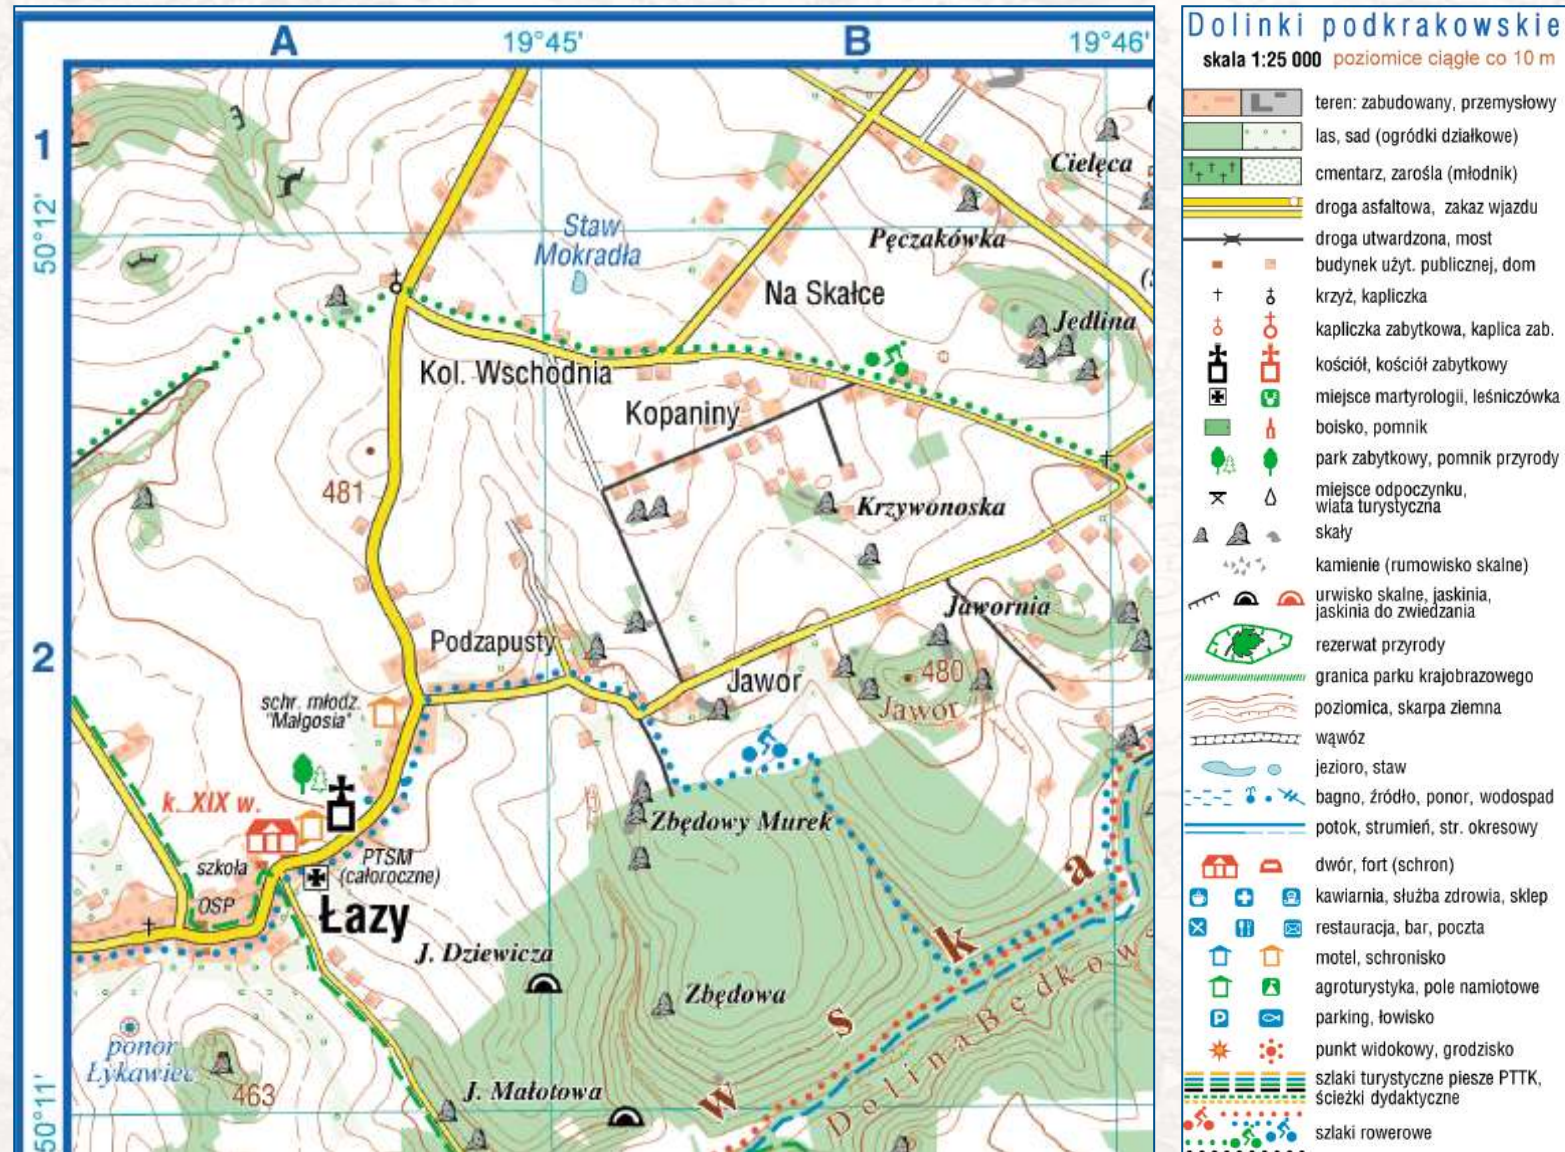 A
19°45'
B
19°46'
1
50°12'
Cielęca
Staw
Mokradła
Pęczakówka
Na Skałce
Jedlina
Kol. Wschodnia
Kopaniny
481
Krzywonoska
Jawornia
2
Podzapusty
schr. młodz.
"Małgosia"
Jawor
480
Jawor
k. XIX w.
Zbędowy Murek
szkoła
PTSM
(całoroczne)
OSP
Łazy
J. Dziewicza
Zbędowa
w s k a
Dolina Będkow
ponor
Łykawiec
463
J. Małotowa
50°11'
Dolinki podkrakowskie
skala 1:25 000 poziomice ciągłe co 10 m
teren: zabudowany, przemysłowy
las, sad (ogródki działkowe)
cmentarz, zarośla (młodnik)
droga asfaltowa, zakaz wjazdu
droga utwardzona, most
budynek użyt. publicznej, dom
krzyż, kapliczka
kapliczka zabytkowa, kaplica zab.
kościół, kościół zabytkowy
miejsce martyrologii, leśniczówka
boisko, pomnik
park zabytkowy, pomnik przyrody
miejsce odpoczynku,
wiata turystyczna
skały
kamienie (rumowisko skalne)
urwisko skalne, jaskinia,
jaskinia do zwiedzania
rezerwat przyrody
granica parku krajobrazowego
poziomica, skarpa ziemna
wąwóz
jezioro, staw
bagno, źródło, ponor, wodospad
potok, strumień, str. okresowy
dwór, fort (schron)
kawiarnia, służba zdrowia, sklep
restauracja, bar, poczta
motel, schronisko
agroturystyka, pole namiotowe
parking, łowisko
punkt widokowy, grodzisko
szlaki turystyczne piesze PTTK,
ścieżki dydaktyczne
szlaki rowerowe